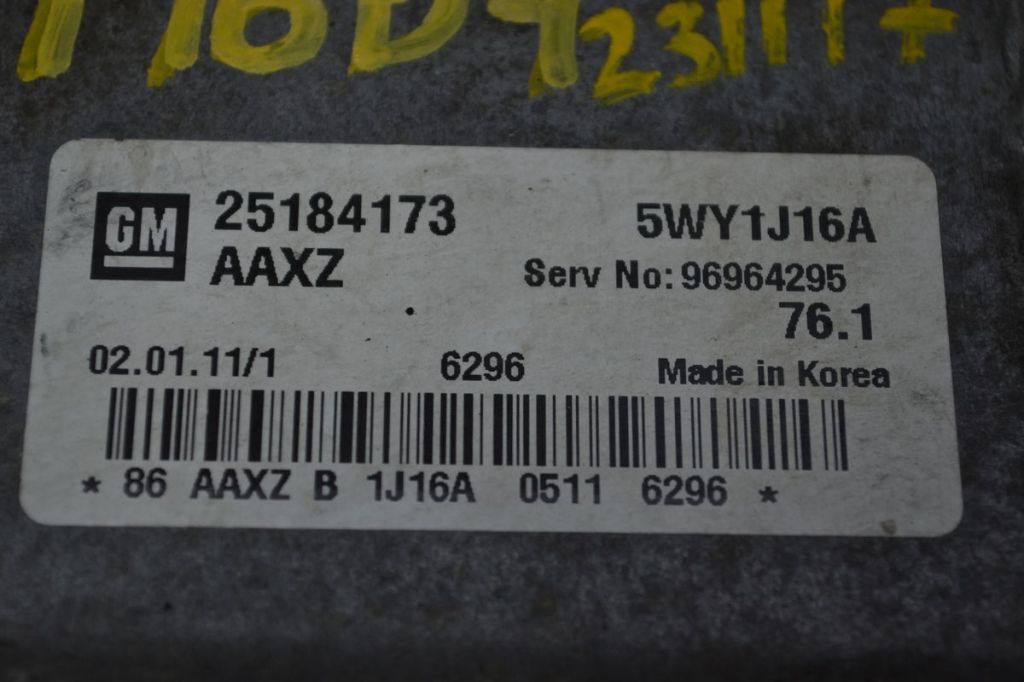 GM
25184173
AAXZ
5WY1J16A
Serv No: 96964295
76.1
02.01.11/1
6296
Made in Korea
* 86 AAXZ B 1J16A 0511 6296 *